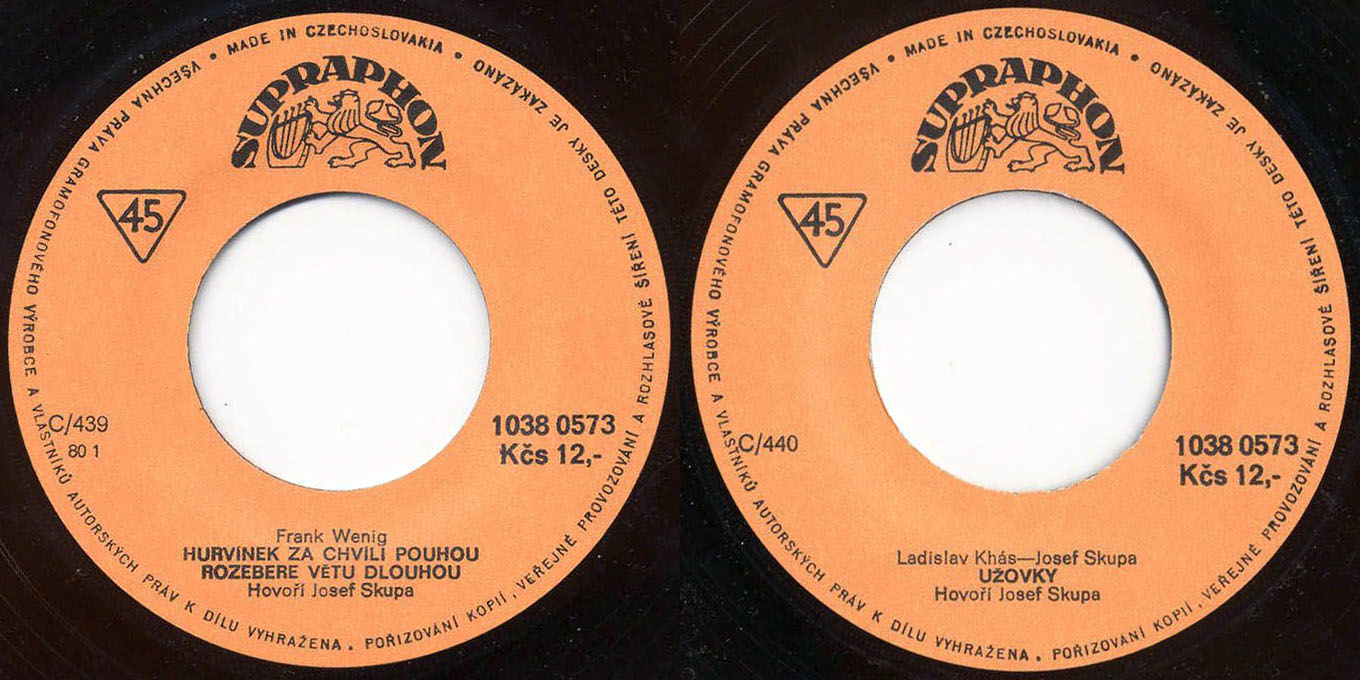 MADE IN CZECHOSLOVAKIA • VŠECHNA PRÁVA GRAMOFONOVÉHO VÝROBCE A VLASTNÍKŮ AUTORSKÝCH PRÁV K DÍLU VYHRAŽENA. POŘIZOVÁNÍ KOPIÍ, VEŘEJNÉ PROVOZOVÁNÍ A ROZHLASOVÉ ŠÍŘENÍ TÉTO DESKY JE ZAKÁZÁNO •
SUPRAPHON
45
C/439
80 1
1038 0573
Kčs 12,-
Frank Wenig
HURVÍNEK ZA CHVÍLI POUHOU
ROZEBERE VĚTU DLOUHOU
Hovoří Josef Skupa
MADE IN CZECHOSLOVAKIA • VŠECHNA PRÁVA GRAMOFONOVÉHO VÝROBCE A VLASTNÍKŮ AUTORSKÝCH PRÁV K DÍLU VYHRAŽENA. POŘIZOVÁNÍ KOPIÍ, VEŘEJNÉ PROVOZOVÁNÍ A ROZHLASOVÉ ŠÍŘENÍ TÉTO DESKY JE ZAKÁZÁNO •
SUPRAPHON
45
C/440
1038 0573
Kčs 12,-
Ladislav Khás—Josef Skupa
UŽOVKY
Hovoří Josef Skupa